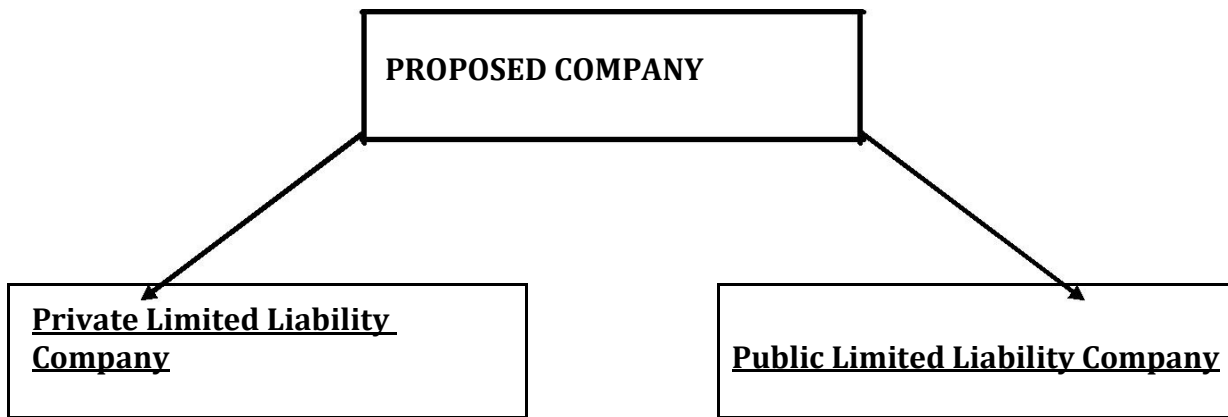 PROPOSED COMPANY
Private Limited Liability
Company
Public Limited Liability Company